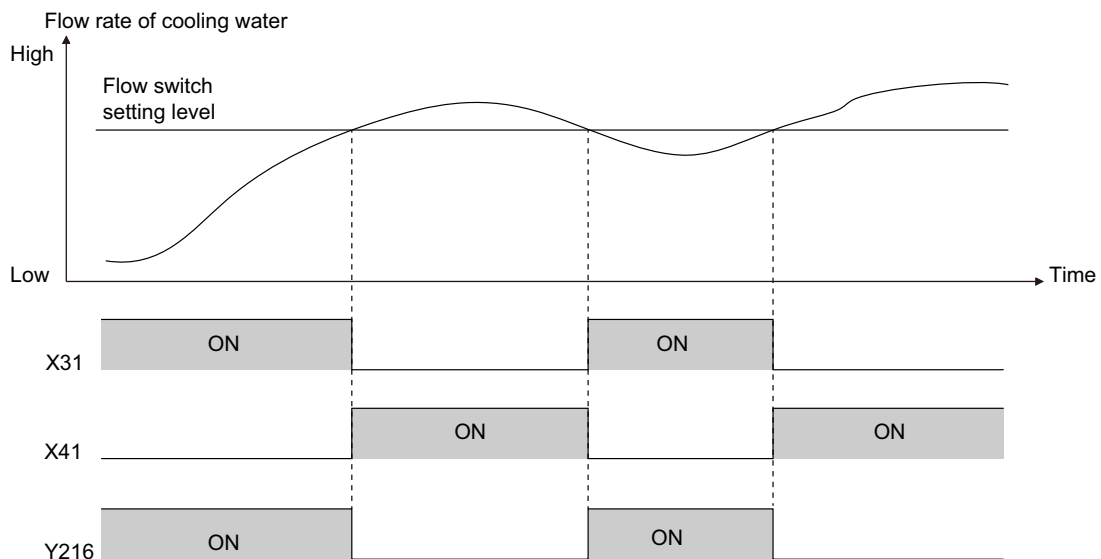 Flow rate of cooling water
High
Flow switch
setting level
Low
Time
X31
ON
ON
X41
ON
ON
Y216
ON
ON